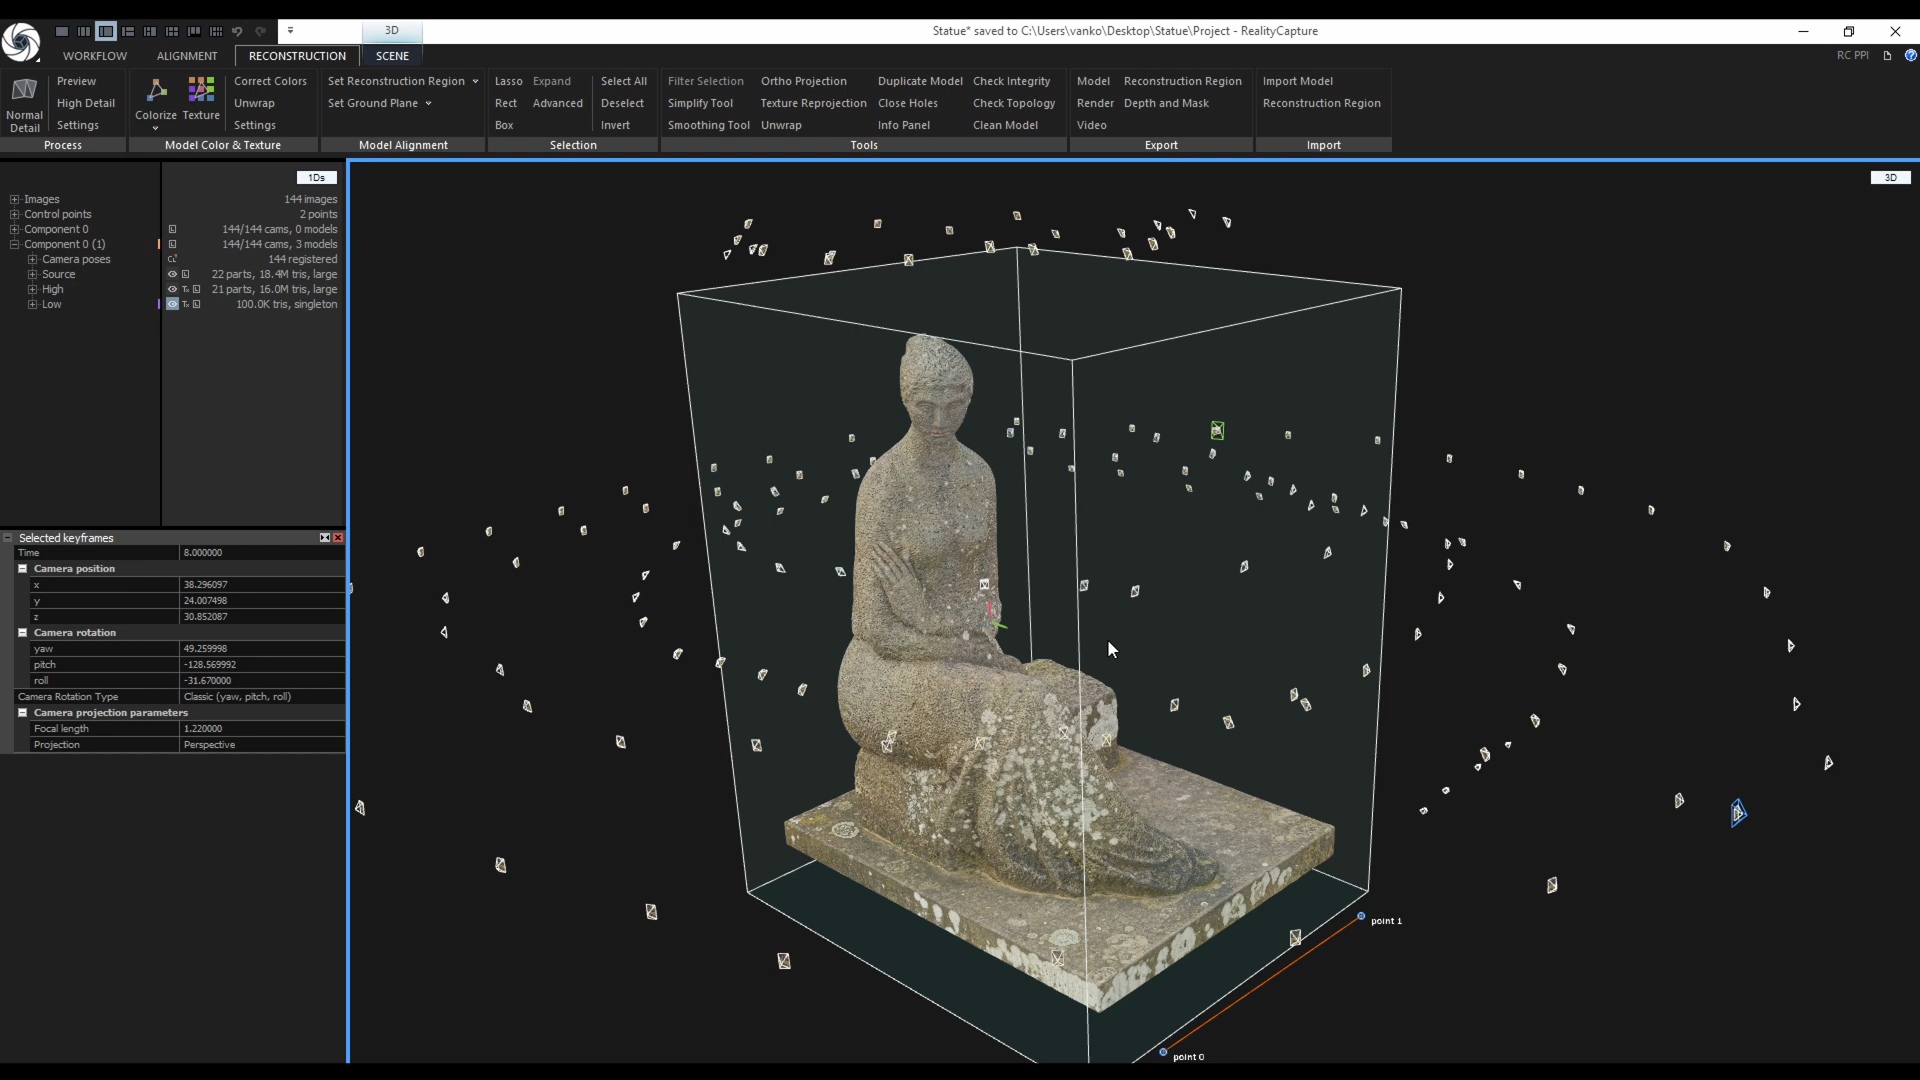 3D
Statue* saved to C:\Users\vanko\Desktop\Statue\Project - RealityCapture
WORKFLOW ALIGNMENT RECONSTRUCTION SCENE
RC PPI
Preview Correct Colors Set Reconstruction Region Lasso Expand Select All Filter Selection Ortho Projection Duplicate Model Check Integrity Model Reconstruction Region Import Model
High Detail Unwrap Set Ground Plane Rect Advanced Deselect Simplify Tool Texture Reprojection Close Holes Check Topology Render Depth and Mask Reconstruction Region
Normal Detail Settings Colorize Texture Settings Box Invert Smoothing Tool Unwrap Info Panel Clean Model Video
Process Model Color & Texture Model Alignment Selection Tools Export Import
1Ds
3D
Images 144 images
Control points 2 points
Component 0 144/144 cams, 0 models
Component 0 (1) 144/144 cams, 3 models
Camera poses 144 registered
Source 22 parts, 18.4M tris, large
High 21 parts, 16.0M tris, large
Low 100.0K tris, singleton
Selected keyframes
Time 8.000000
Camera position
x 38.296097
y 24.007498
z 30.852087
Camera rotation
yaw 49.259998
pitch -128.569992
roll -31.670000
Camera Rotation Type Classic (yaw, pitch, roll)
Camera projection parameters
Focal length 1.220000
Projection Perspective
point 1
point 0